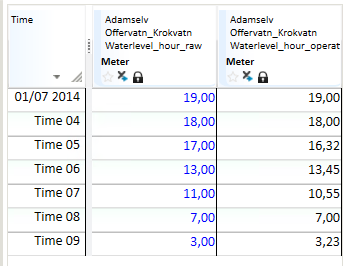 Time
Adamselv
Offervatn_Krokvatn
Waterlevel_hour_raw
Meter
Adamselv
Offervatn_Krokvatn
Waterlevel_hour_operat
Meter
01/07 2014 19,00 19,00
Time 04 18,00 18,00
Time 05 17,00 16,32
Time 06 13,00 13,45
Time 07 11,00 10,55
Time 08 7,00 7,00
Time 09 3,00 3,23